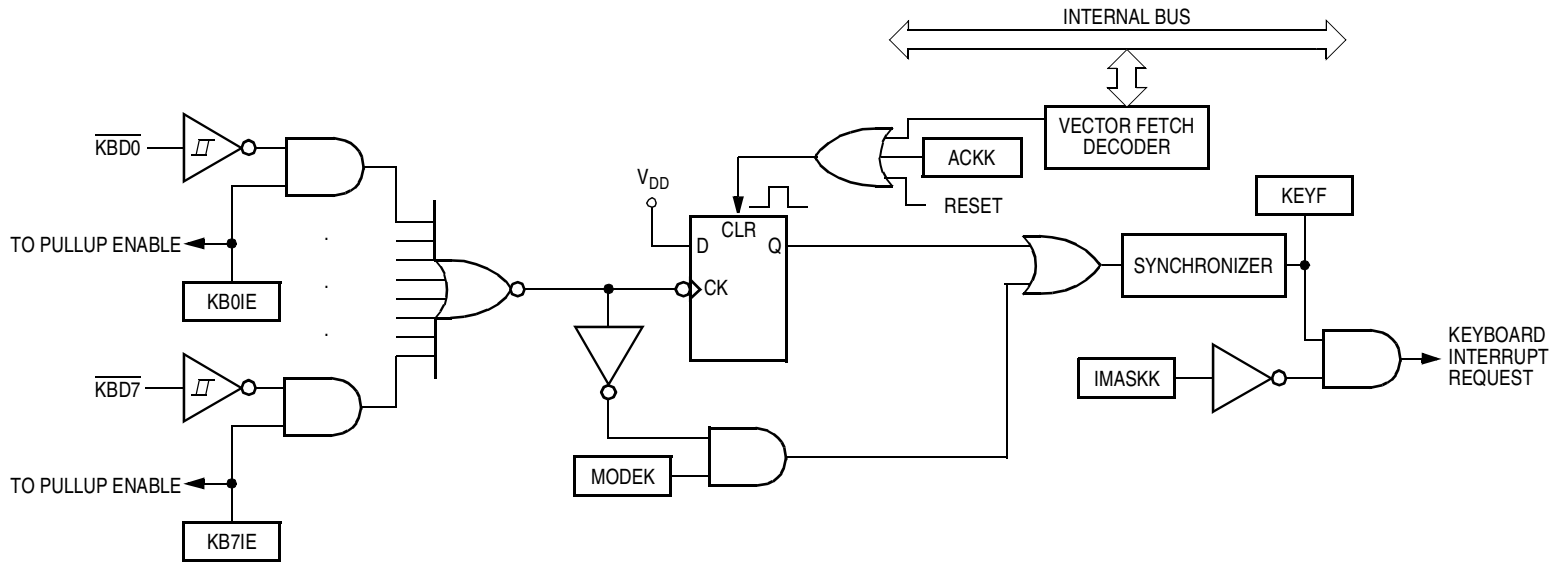 INTERNAL BUS
VECTOR FETCH
DECODER
ACKK
RESET
KBD0
TO PULLUP ENABLE
KB0IE
KBD7
TO PULLUP ENABLE
KB7IE
VDD
CLR
D
Q
CK
MODEK
SYNCHRONIZER
KEYF
IMASKK
KEYBOARD
INTERRUPT
REQUEST